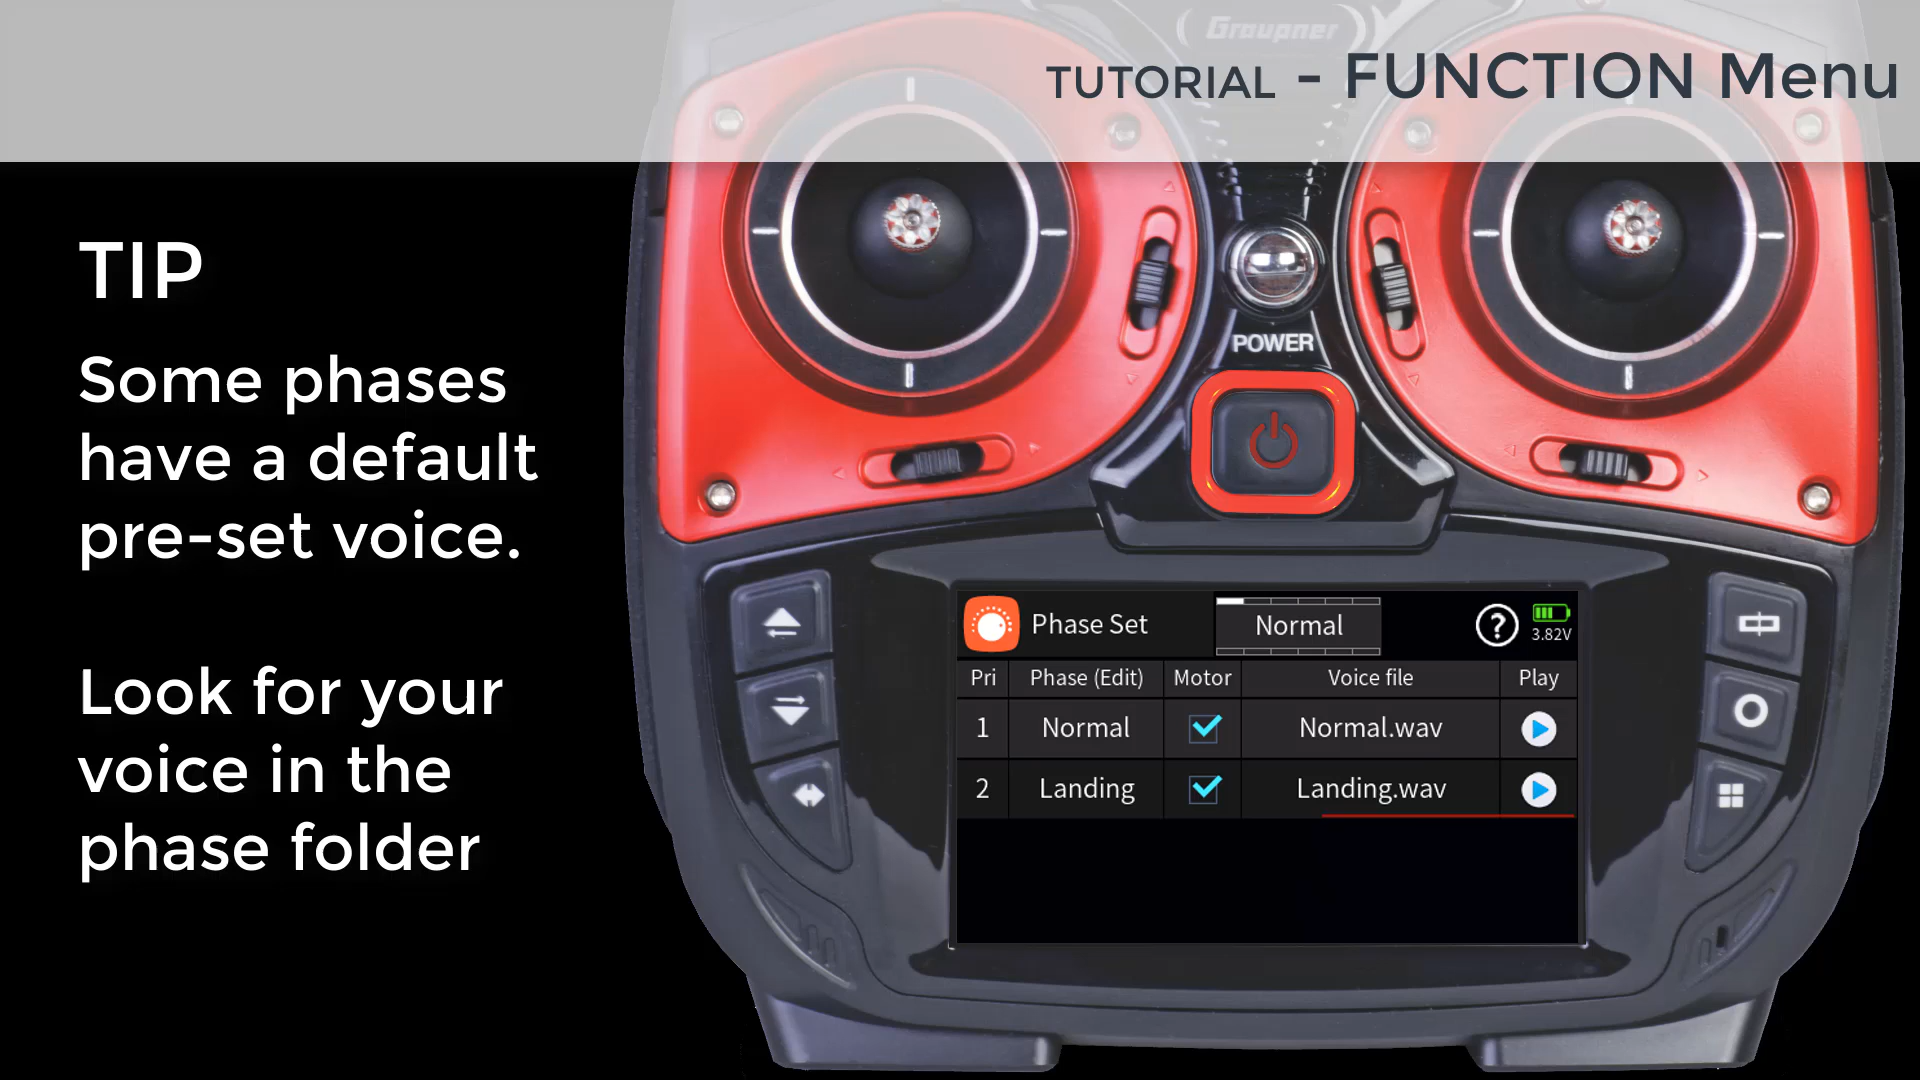 Graupner
TUTORIAL - FUNCTION Menu
TIP
Some phases
have a default
pre-set voice.
Look for your
voice in the
phase folder
POWER
Phase Set
Normal
?
3.82V
Pri Phase (Edit) Motor Voice file Play
1 Normal Normal.wav
2 Landing Landing.wav